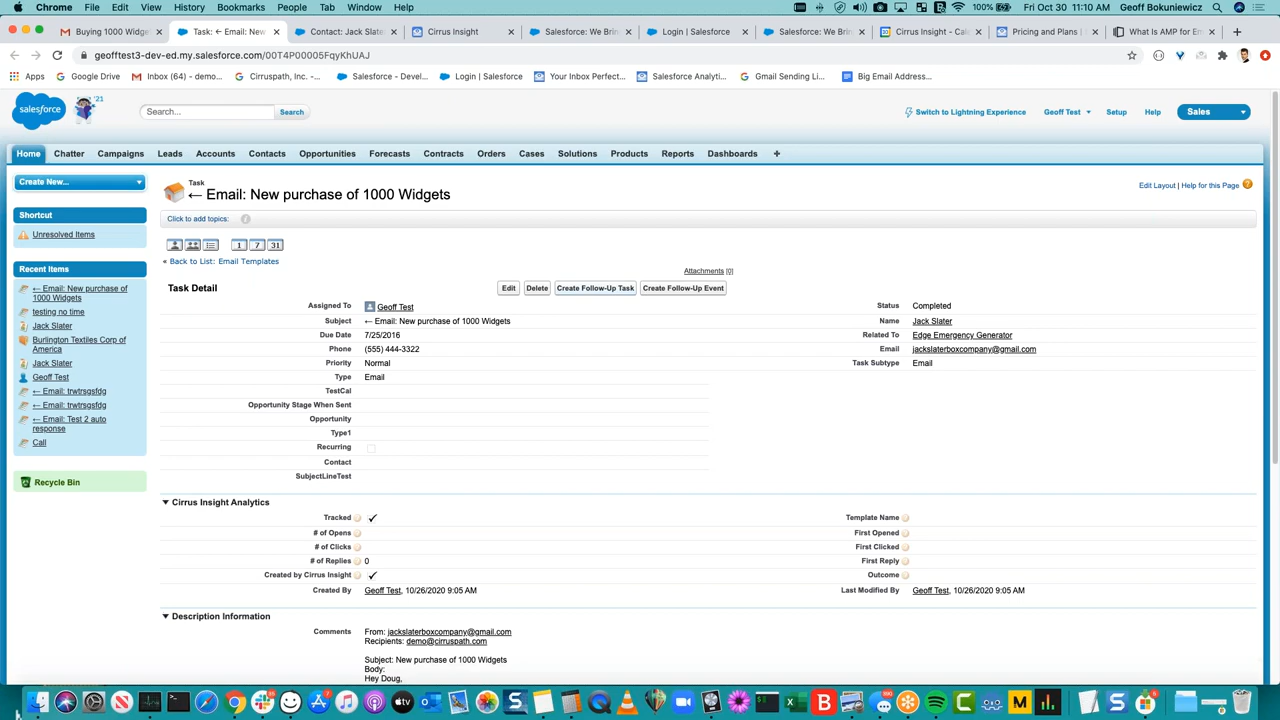 Chrome File Edit View History Bookmarks People Tab Window Help 100% Fri Oct 30 11:10 AM Geoff Bokuniewicz
Buying 1000 Widgets Task: ← Email: New Contact: Jack Slater Cirrus Insight Salesforce: We Bri Login | Salesforce Salesforce: We Bri Cirrus Insight - Cal Pricing and Plans | C What is AMP for Em
geofftest3-dev-ed.my.salesforce.com/00T4P00005FqyKhUAJ
Apps Google Drive Inbox (64) - demo... Cirruspath, Inc. -... Salesforce - Devel... Login | Salesforce Your Inbox Perfect... Salesforce Analyti... Gmail Sending Li... Big Email Address...
salesforce '21 Search... Search Switch to Lightning Experience Geoff Test Setup Help Sales
Home Chatter Campaigns Leads Accounts Contacts Opportunities Forecasts Contracts Orders Cases Solutions Products Reports Dashboards +
Create New...
Shortcut
Unresolved Items
Recent Items
← Email: New purchase of
1000 Widgets
testing no time
Jack Slater
Burlington Textiles Corp of
America
Jack Slater
Geoff Test
← Email: trwtrsgsfdg
← Email: trwtrsgsfdg
← Email: Test 2 auto
response
Call
Recycle Bin
Task
← Email: New purchase of 1000 Widgets
Edit Layout | Help for this Page
Click to add topics:
1 7 31
« Back to List: Email Templates
Attachments [0]
Task Detail Edit Delete Create Follow-Up Task Create Follow-Up Event
Assigned To Geoff Test Status Completed
Subject ← Email: New purchase of 1000 Widgets Name Jack Slater
Due Date 7/25/2016 Related To Edge Emergency Generator
Phone (555) 444-3322 Email jackslaterboxcompany@gmail.com
Priority Normal Task Subtype Email
Type Email
TestCal
Opportunity Stage When Sent
Opportunity
Type1
Recurring
Contact
SubjectLineTest
Cirrus Insight Analytics
Tracked Template Name
# of Opens First Opened
# of Clicks First Clicked
# of Replies 0 First Reply
Created by Cirrus Insight Outcome
Created By Geoff Test, 10/26/2020 9:05 AM Last Modified By Geoff Test, 10/26/2020 9:05 AM
Description Information
Comments From: jackslaterboxcompany@gmail.com
Recipients: demo@cirruspath.com
Subject: New purchase of 1000 Widgets
Body:
Hey Doug,